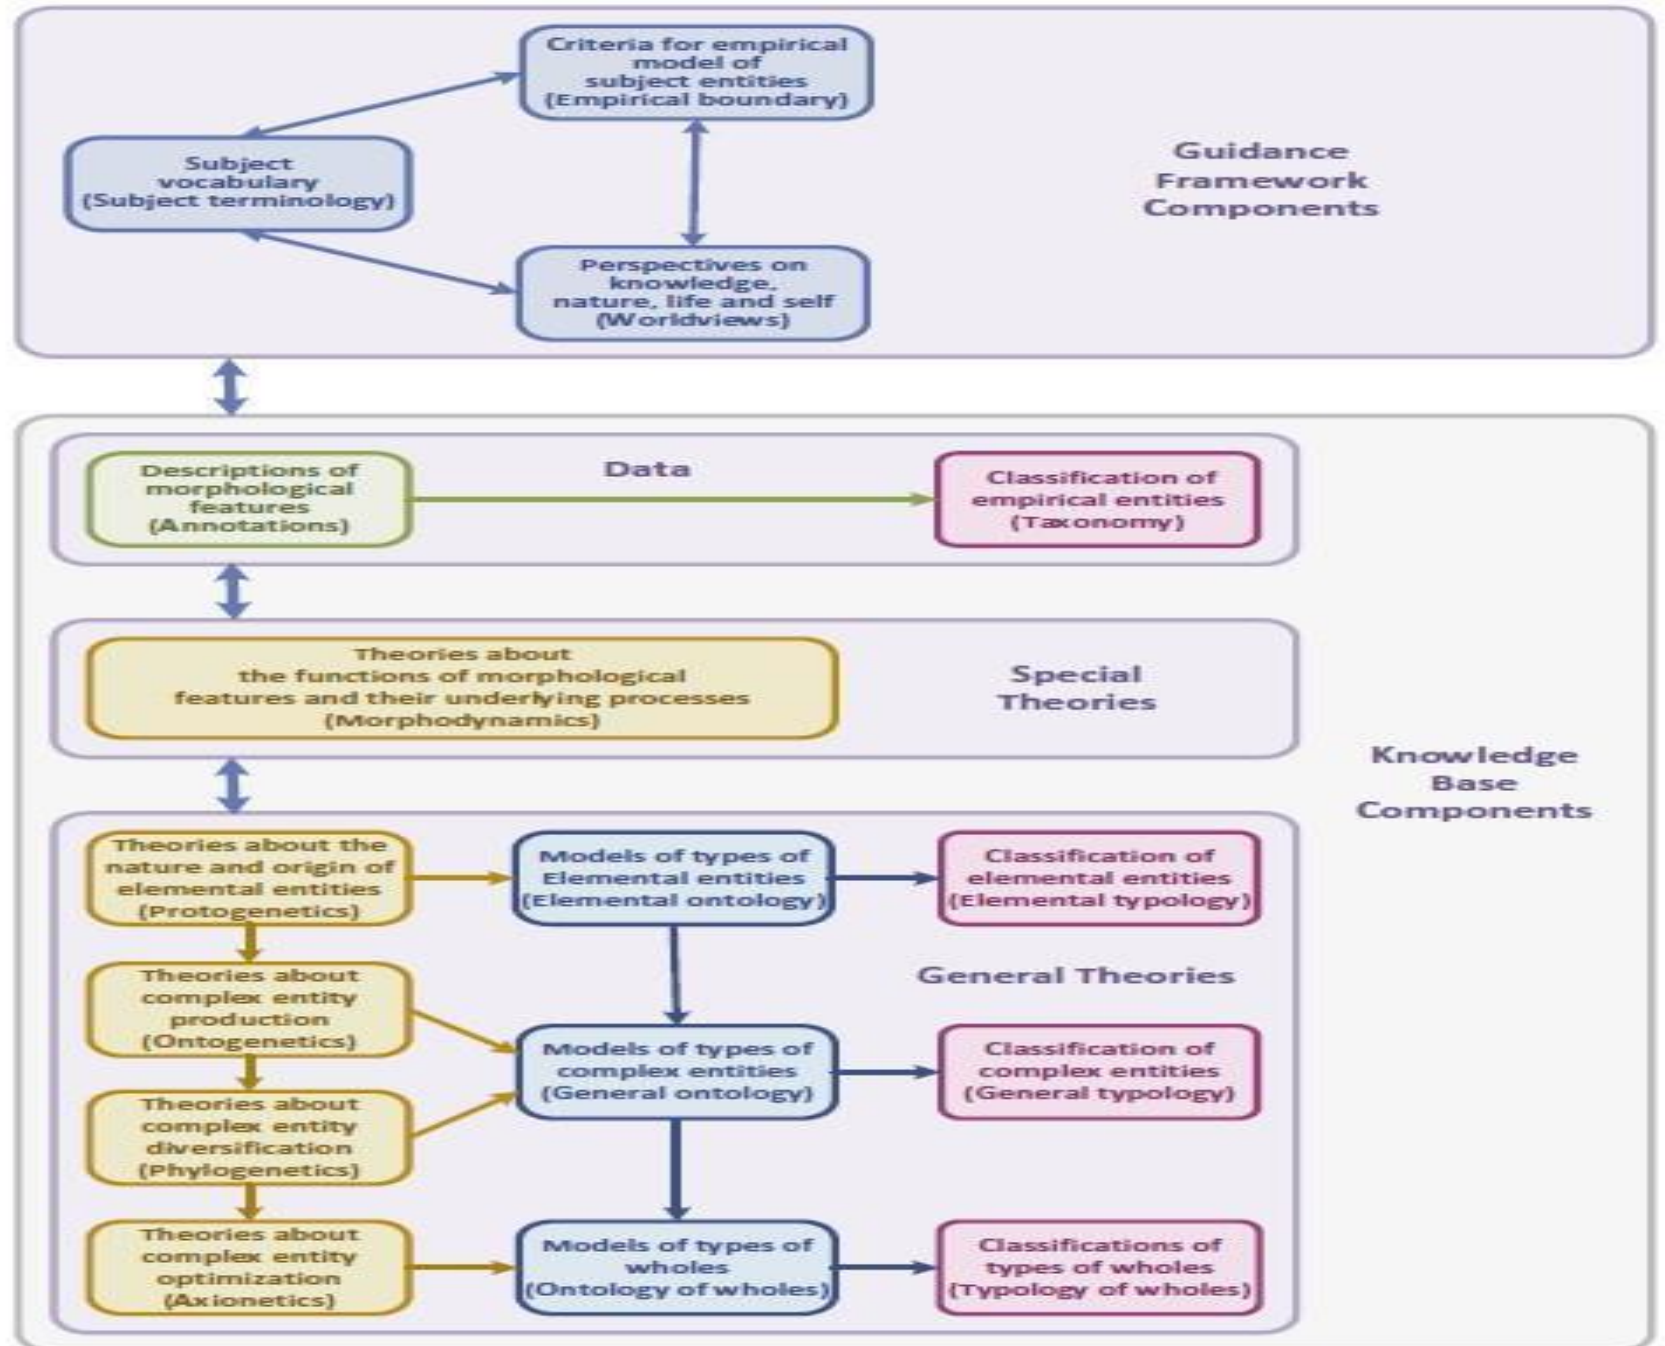 Criteria for empirical
model of
subject entities
(Empirical boundary)
Subject
vocabulary
(Subject terminology)
Guidance
Framework
Components
Perspectives on
knowledge,
nature, life and self
(Worldviews)
Descriptions of
morphological
features
(Annotations)
Data
Classification of
empirical entities
(Taxonomy)
Theories about
the functions of morphological
features and their underlying processes
(Morphodynamics)
Special
Theories
Knowledge
Base
Components
Theories about the
nature and origin of
elemental entities
(Protogenetics)
Models of types of
Elemental entities
(Elemental ontology)
Classification of
elemental entities
(Elemental typology)
General Theories
Theories about
complex entity
production
(Ontogenetics)
Models of types of
complex entities
(General ontology)
Classification of
complex entities
(General typology)
Theories about
complex entity
diversification
(Phylogenetics)
Theories about
complex entity
optimization
(Axionetics)
Models of types of
wholes
(Ontology of wholes)
Classifications of
types of wholes
(Typology of wholes)